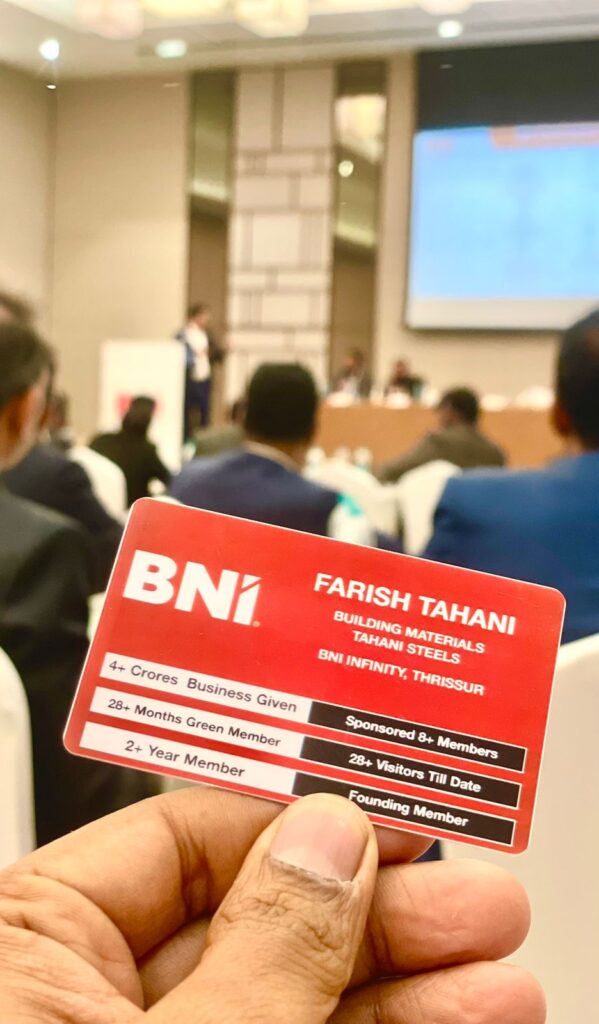 BNI
FARISH TAHANI
BUILDING MATERIALS
TAHANI STEELS
BNI INFINITY, THRISSUR
4+ Crores Business Given
Sponsored 8+ Members
28+ Months Green Member
28+ Visitors Till Date
2+ Year Member
Founding Member